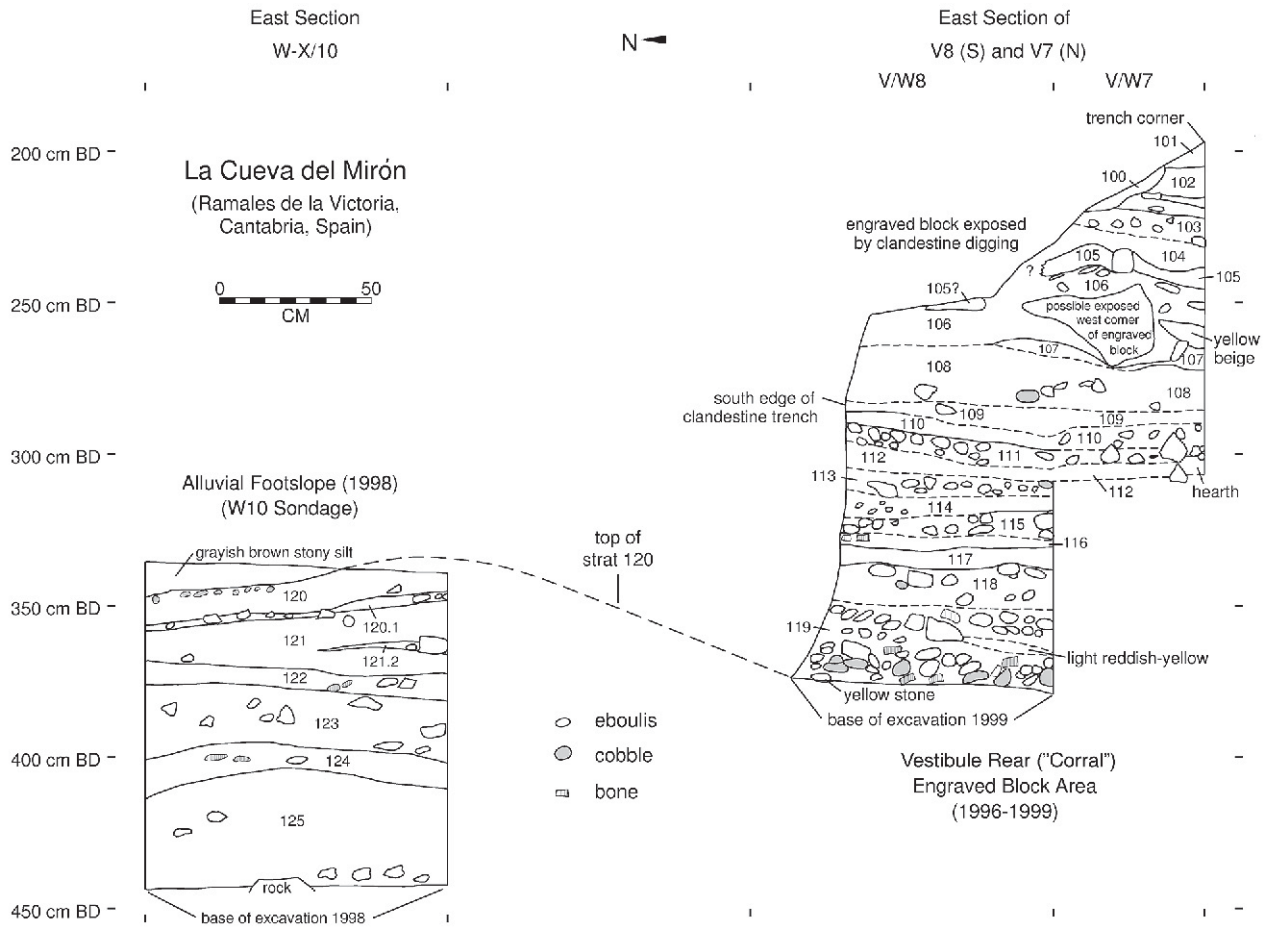 East Section
W-X/10
N
East Section of
V8 (S) and V7 (N)
V/W8
V/W7
trench corner
200 cm BD
101
La Cueva del Mirón
(Ramales de la Victoria,
Cantabria, Spain)
100
102
103
engraved block exposed
by clandestine digging
104
105
?
105
106
0
50
CM
250 cm BD
105?
possible exposed
west corner
of engraved
block
106
yellow
beige
107
107
108
108
south edge of
clandestine trench
109
109
110
110
111
112
300 cm BD
113
112
hearth
Alluvial Footslope (1998)
(W10 Sondage)
114
115
top of
strat 120
116
grayish brown stony silt
117
118
120
350 cm BD
120.1
119
121
121.2
light reddish-yellow
122
yellow stone
base of excavation 1999
123
eboulis
cobble
bone
400 cm BD
124
Vestibule Rear ("Corral")
Engraved Block Area
(1996-1999)
125
rock
450 cm BD
base of excavation 1998